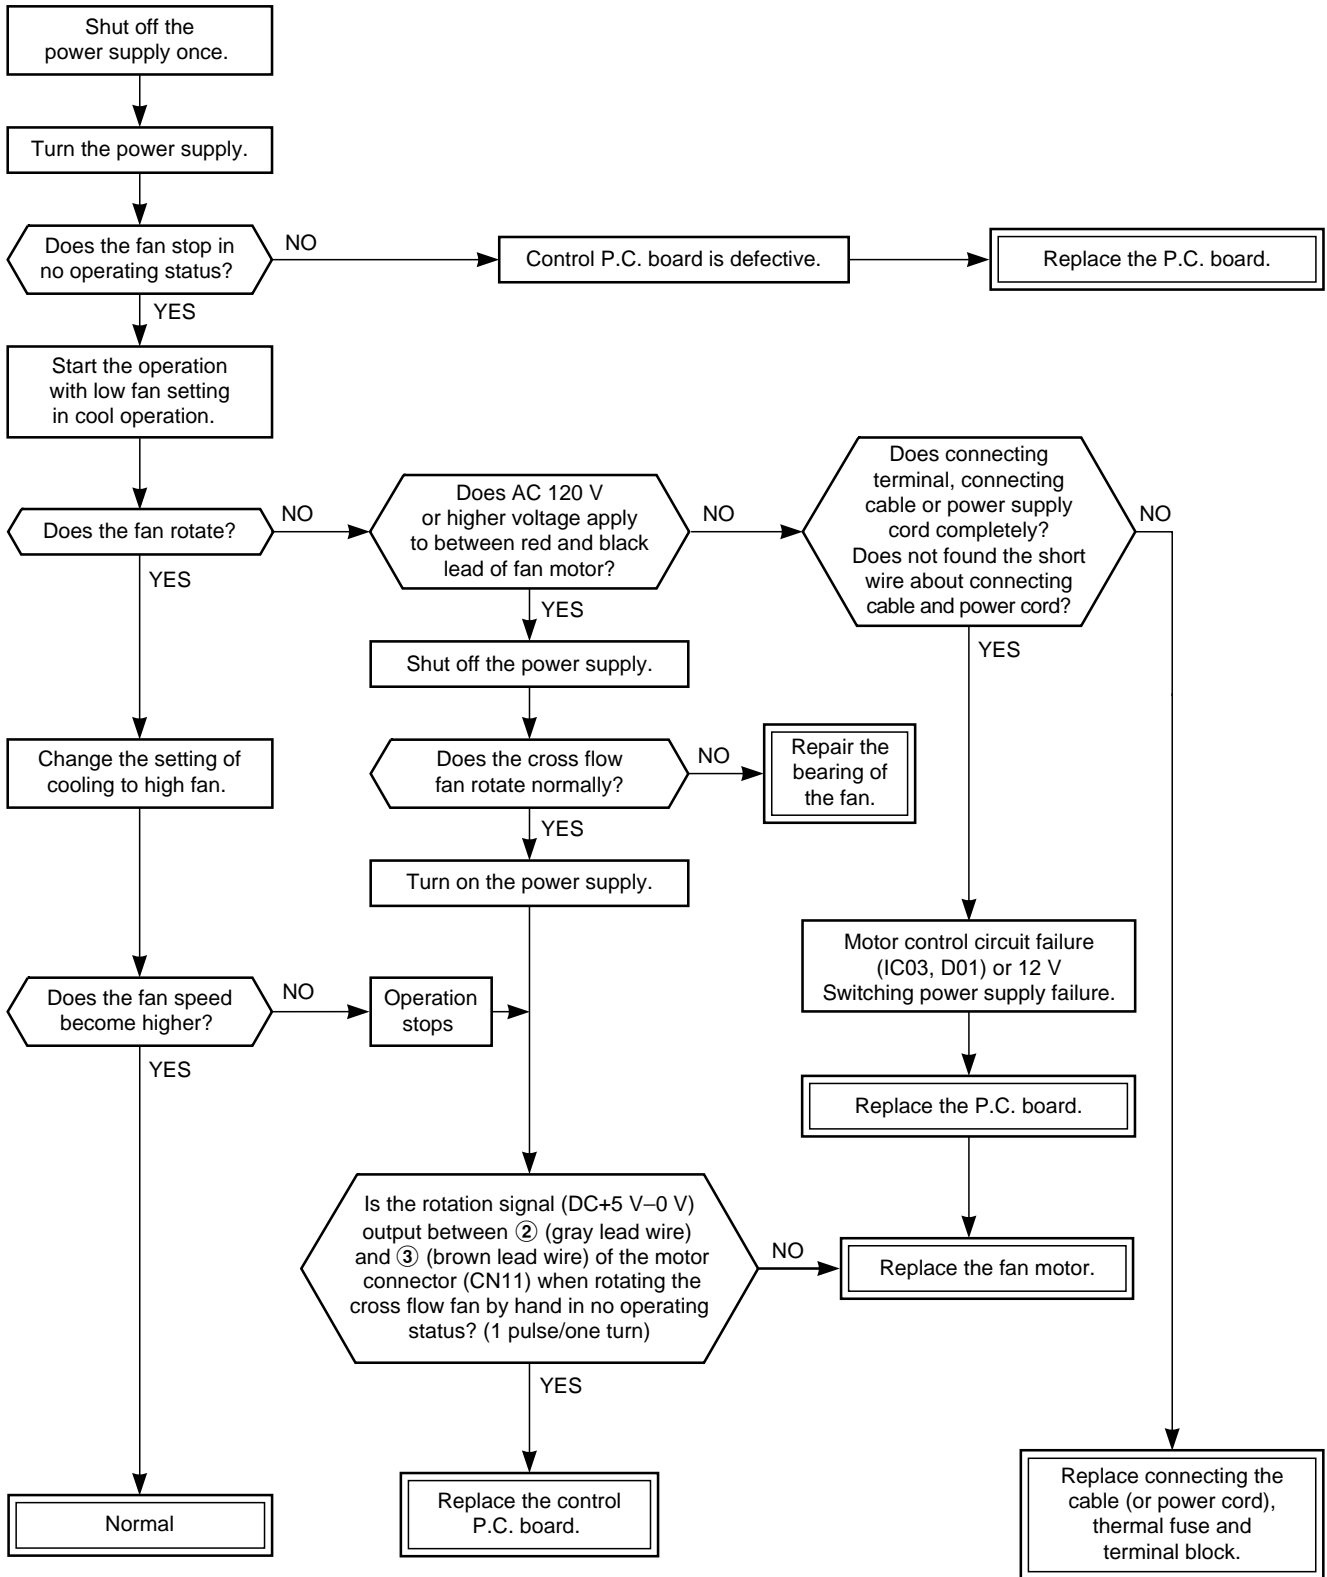 Shut off the
power supply once.
Turn the power supply.
Does the fan stop in
no operating status?
NO
Control P.C. board is defective.
Replace the P.C. board.
YES
Start the operation
with low fan setting
in cool operation.
Does the fan rotate?
NO
Does AC 120 V
or higher voltage apply
to between red and black
lead of fan motor?
NO
Does connecting
terminal, connecting
cable or power supply
cord completely?
Does not found the short
wire about connecting
cable and power cord?
NO
YES
YES
YES
Shut off the power supply.
Change the setting of
cooling to high fan.
Does the cross flow
fan rotate normally?
NO
Repair the
bearing of
the fan.
YES
Turn on the power supply.
Motor control circuit failure
(IC03, D01) or 12 V
Switching power supply failure.
Does the fan speed
become higher?
NO
Operation
stops
YES
Replace the P.C. board.
Is the rotation signal (DC+5 V–0 V)
output between ② (gray lead wire)
and ③ (brown lead wire) of the motor
connector (CN11) when rotating the
cross flow fan by hand in no operating
status? (1 pulse/one turn)
NO
Replace the fan motor.
YES
Normal
Replace the control
P.C. board.
Replace connecting the
cable (or power cord),
thermal fuse and
terminal block.